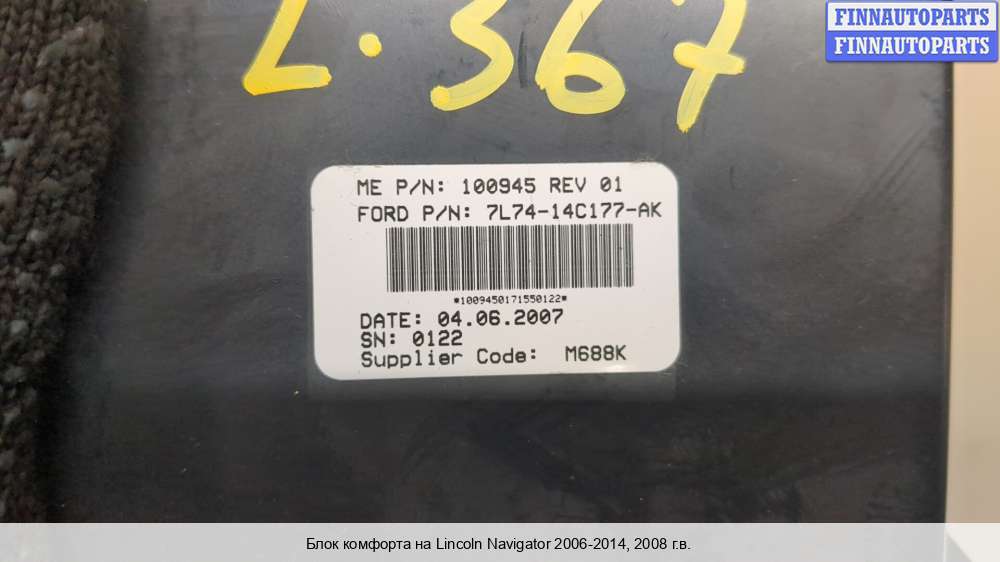 FINNAUTOPARTS
FINNAUTOPARTS
L.367
ME P/N: 100945 REV 01
FORD P/N: 7L74-14C177-AK
*1009450171550122*
DATE: 04.06.2007
SN: 0122
Supplier Code: M688K
Блок комфорта на Lincoln Navigator 2006-2014, 2008 г.в.